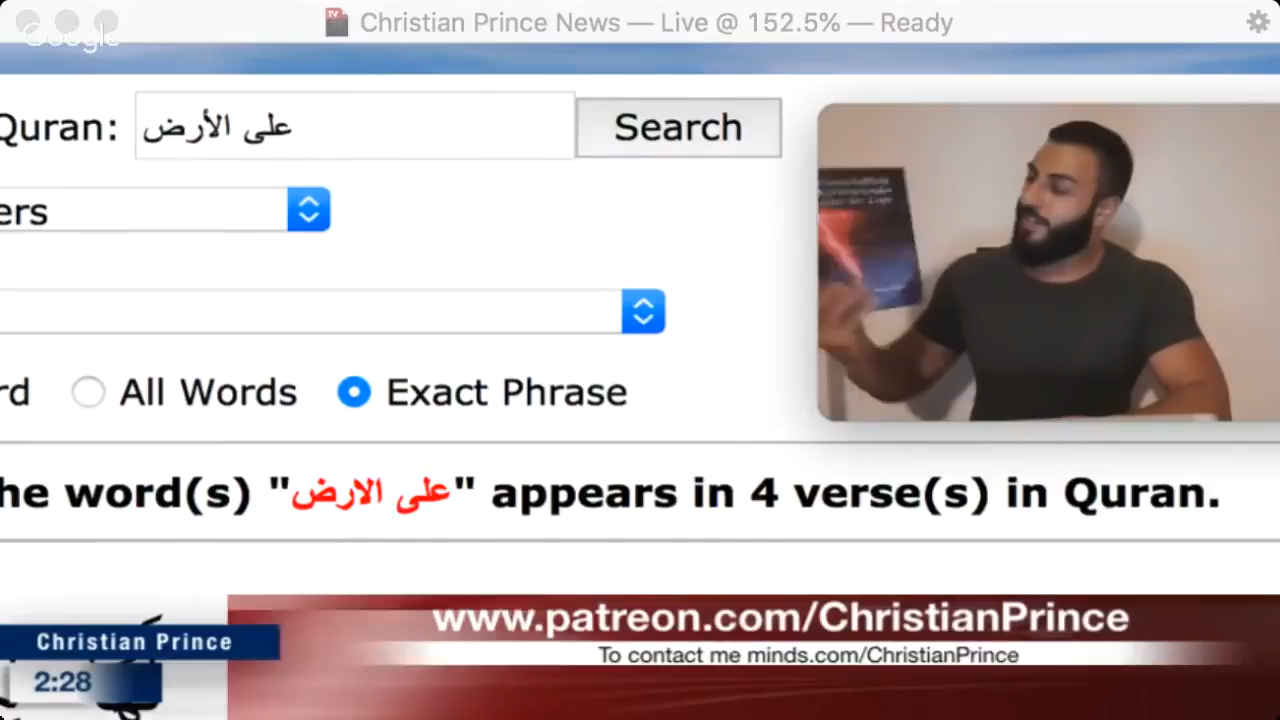 Google
Christian Prince News — Live @ 152.5% — Ready
Quran: على الأرض Search
ers
rd All Words Exact Phrase
he word(s) "على الارض" appears in 4 verse(s) in Quran.
www.patreon.com/ChristianPrince
To contact me minds.com/ChristianPrince
Christian Prince
2:28